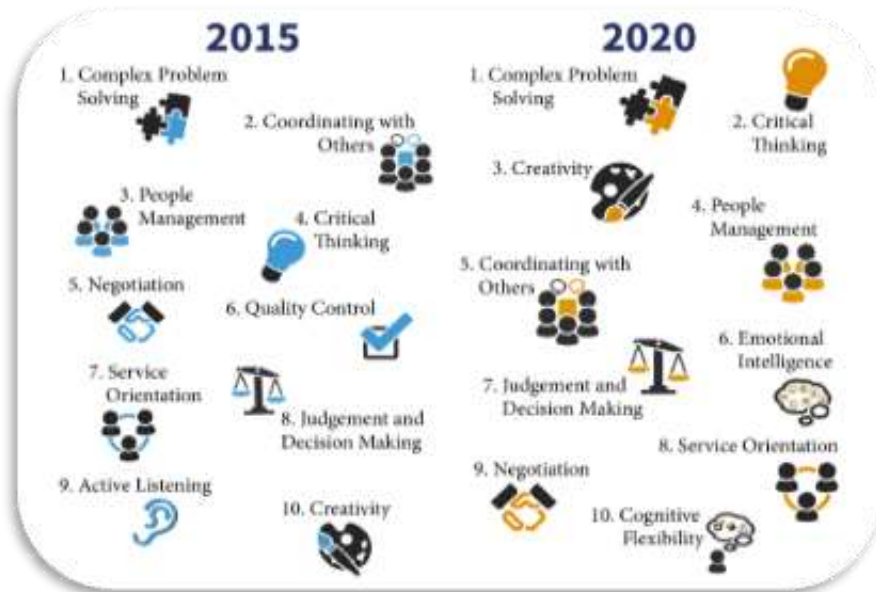 2015
1. Complex Problem
Solving
2. Coordinating with
Others
3. People
Management
4. Critical
Thinking
5. Negotiation
6. Quality Control
7. Service
Orientation
8. Judgement and
Decision Making
9. Active Listening
10. Creativity
2020
1. Complex Problem
Solving
2. Critical
Thinking
3. Creativity
4. People
Management
5. Coordinating with
Others
6. Emotional
Intelligence
7. Judgement and
Decision Making
8. Service Orientation
9. Negotiation
10. Cognitive
Flexibility